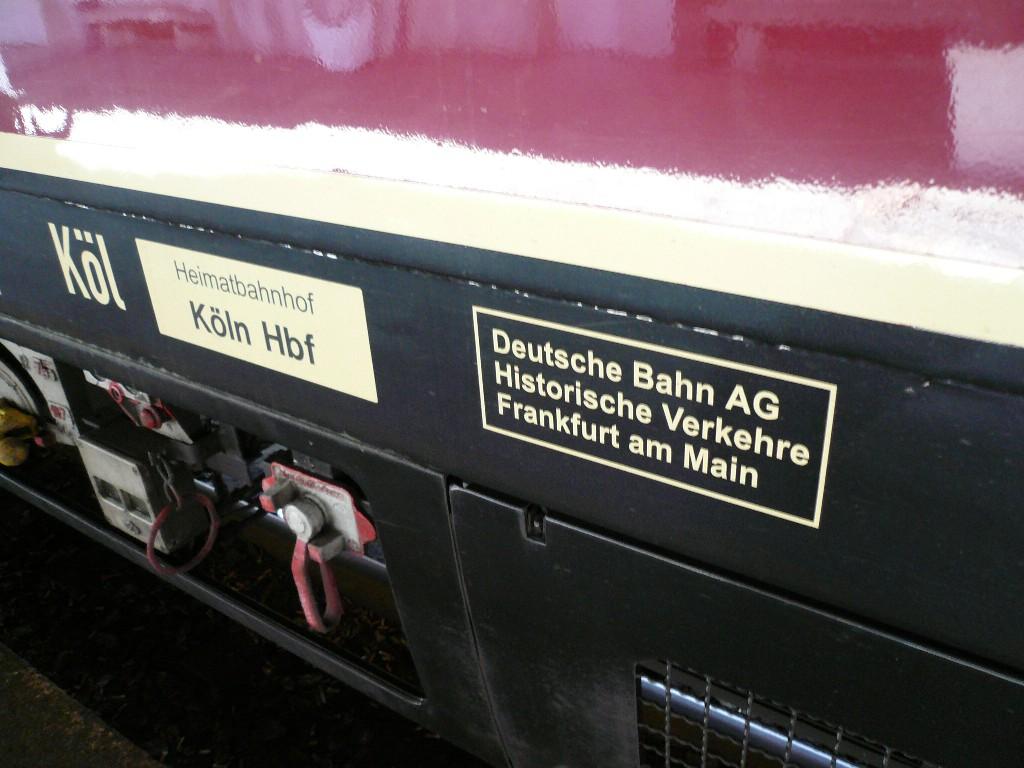 Köl
Heimatbahnhof
Köln Hbf
Deutsche Bahn AG
Historische Verkehre
Frankfurt am Main